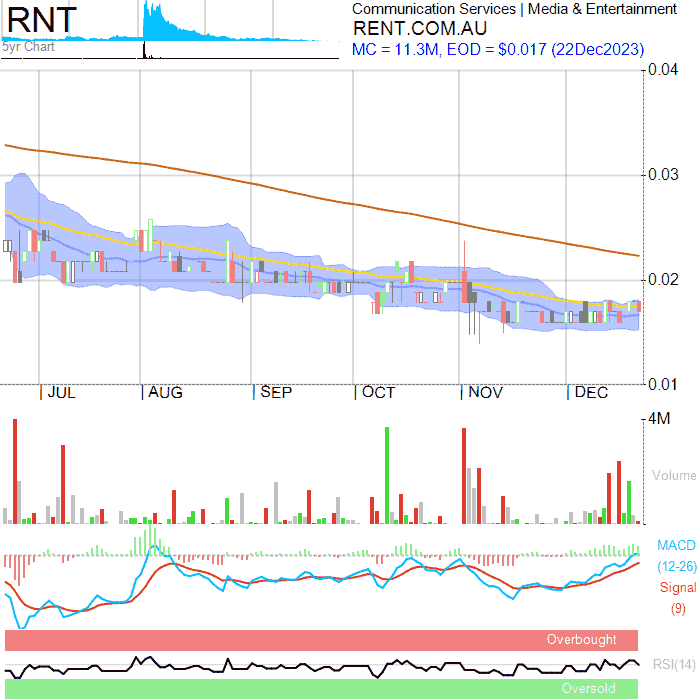 RNT
Communication Services | Media & Entertainment
RENT.COM.AU
5yr Chart
MC = 11.3M, EOD = $0.017 (22Dec2023)
0.04
0.03
0.02
0.01
JUL AUG SEP OCT NOV DEC
4M
Volume
MACD
(12-26)
Signal
(9)
Overbought
RSI(14)
Oversold